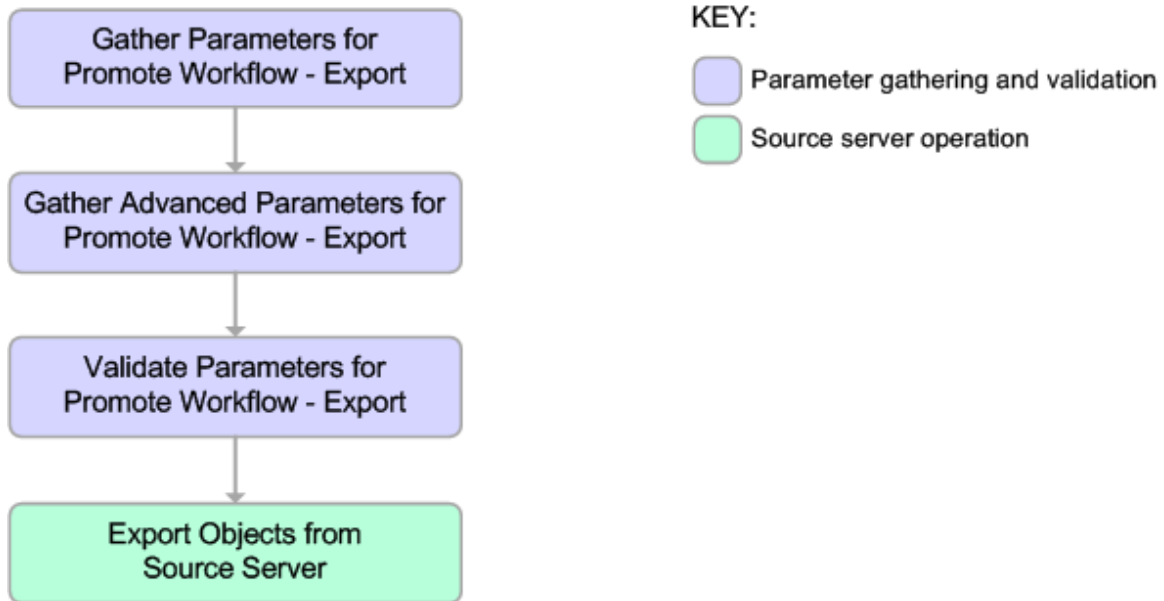 Gather Parameters for
Promote Workflow - Export
Gather Advanced Parameters for
Promote Workflow - Export
Validate Parameters for
Promote Workflow - Export
Export Objects from
Source Server
KEY:
Parameter gathering and validation
Source server operation